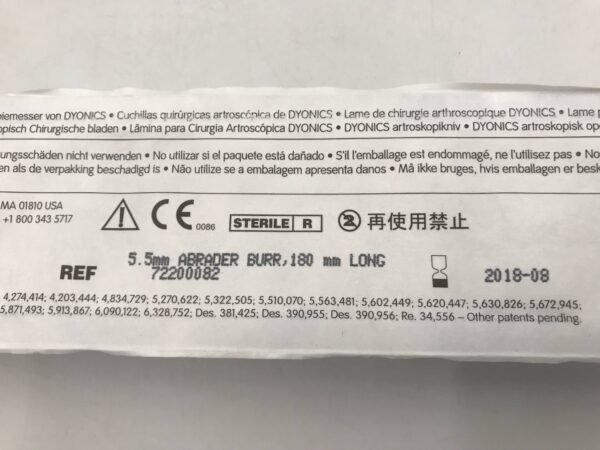 iemesser von DYONICS • Cuchillas quirúrgicas artroscópica de DYONICS • Lame de chirurgie arthroscopique DYONICS • Lame p
opisch Chirurgische bladen • Lâmina para Cirurgia Artroscópica DYONICS • DYONICS artroskopikniv • DYONICS artroskopisk op
ungsschäden nicht verwenden • No utilizar si el paquete está dañado • S'il l'emballage est endommagé, ne l'utilisez pas • No
en als de verpakking beschadigd is • Não utilize se a embalagem apresenta danos • Må ikke bruges, hvis emballagen er besk
MA 01810 USA
+1 800 343 5717
CE 0086 STERILE R 2 再使用禁止
5.5mm ABRADER BURR,180 mm LONG
REF 72200082 2018-08
4,274,414; 4,203,444; 4,834,729; 5,270,622; 5,322,505; 5,510,070; 5,563,481; 5,602,449; 5,620,447; 5,630,826; 5,672,945;
5,871,493; 5,913,867; 6,090,122; 6,328,752; Des. 381,425; Des. 390,955; Des. 390,956; Re. 34,556 – Other patents pending.